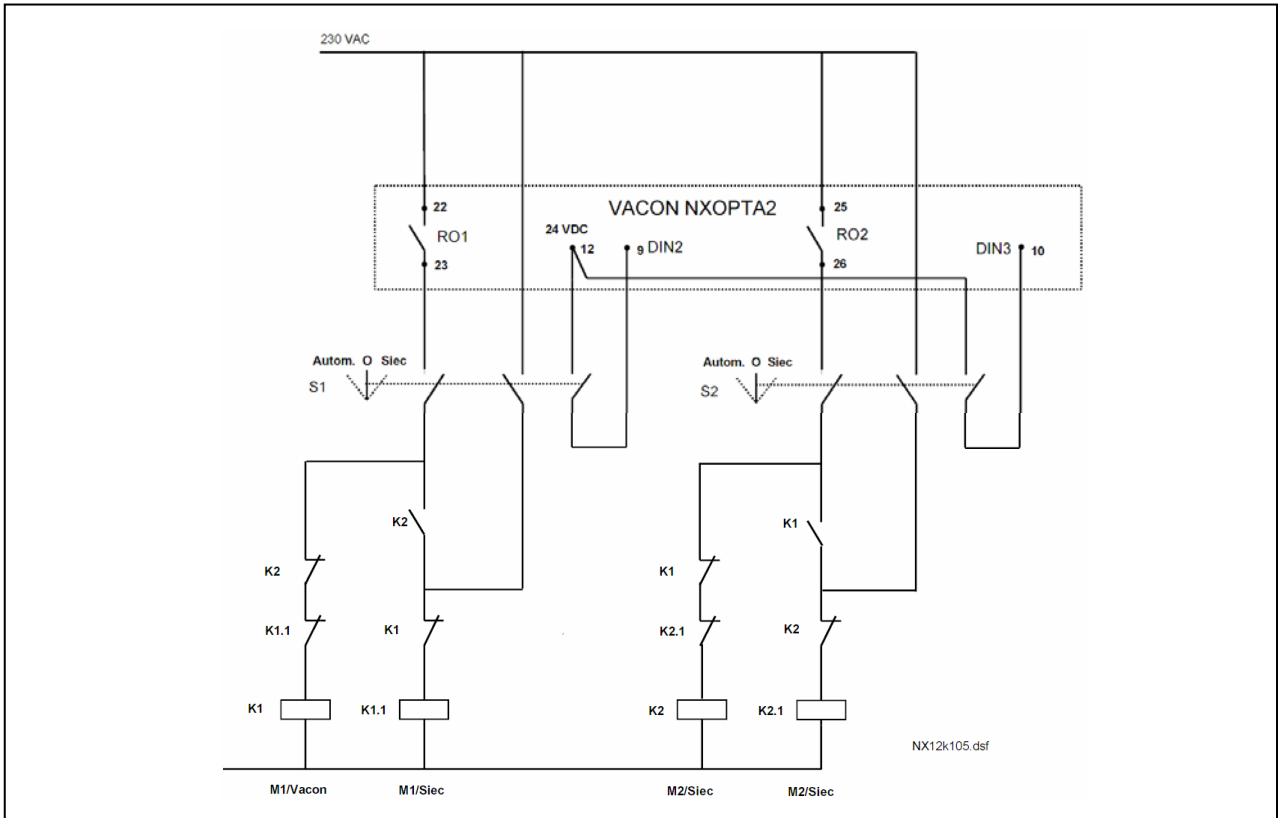 230 VAC
VACON NXOPTA2
22
25
RO1
24 VDC
12
9 DIN2
RO2
DIN3 10
23
26
Autom. O Siec
Autom. O Siec
S1
S2
K2
K1
K2
K1
K1.1
K1
K2.1
K2
K1
K1.1
K2
K2.1
NX12k105.dsf
M1/Vacon
M1/Siec
M2/Siec
M2/Siec